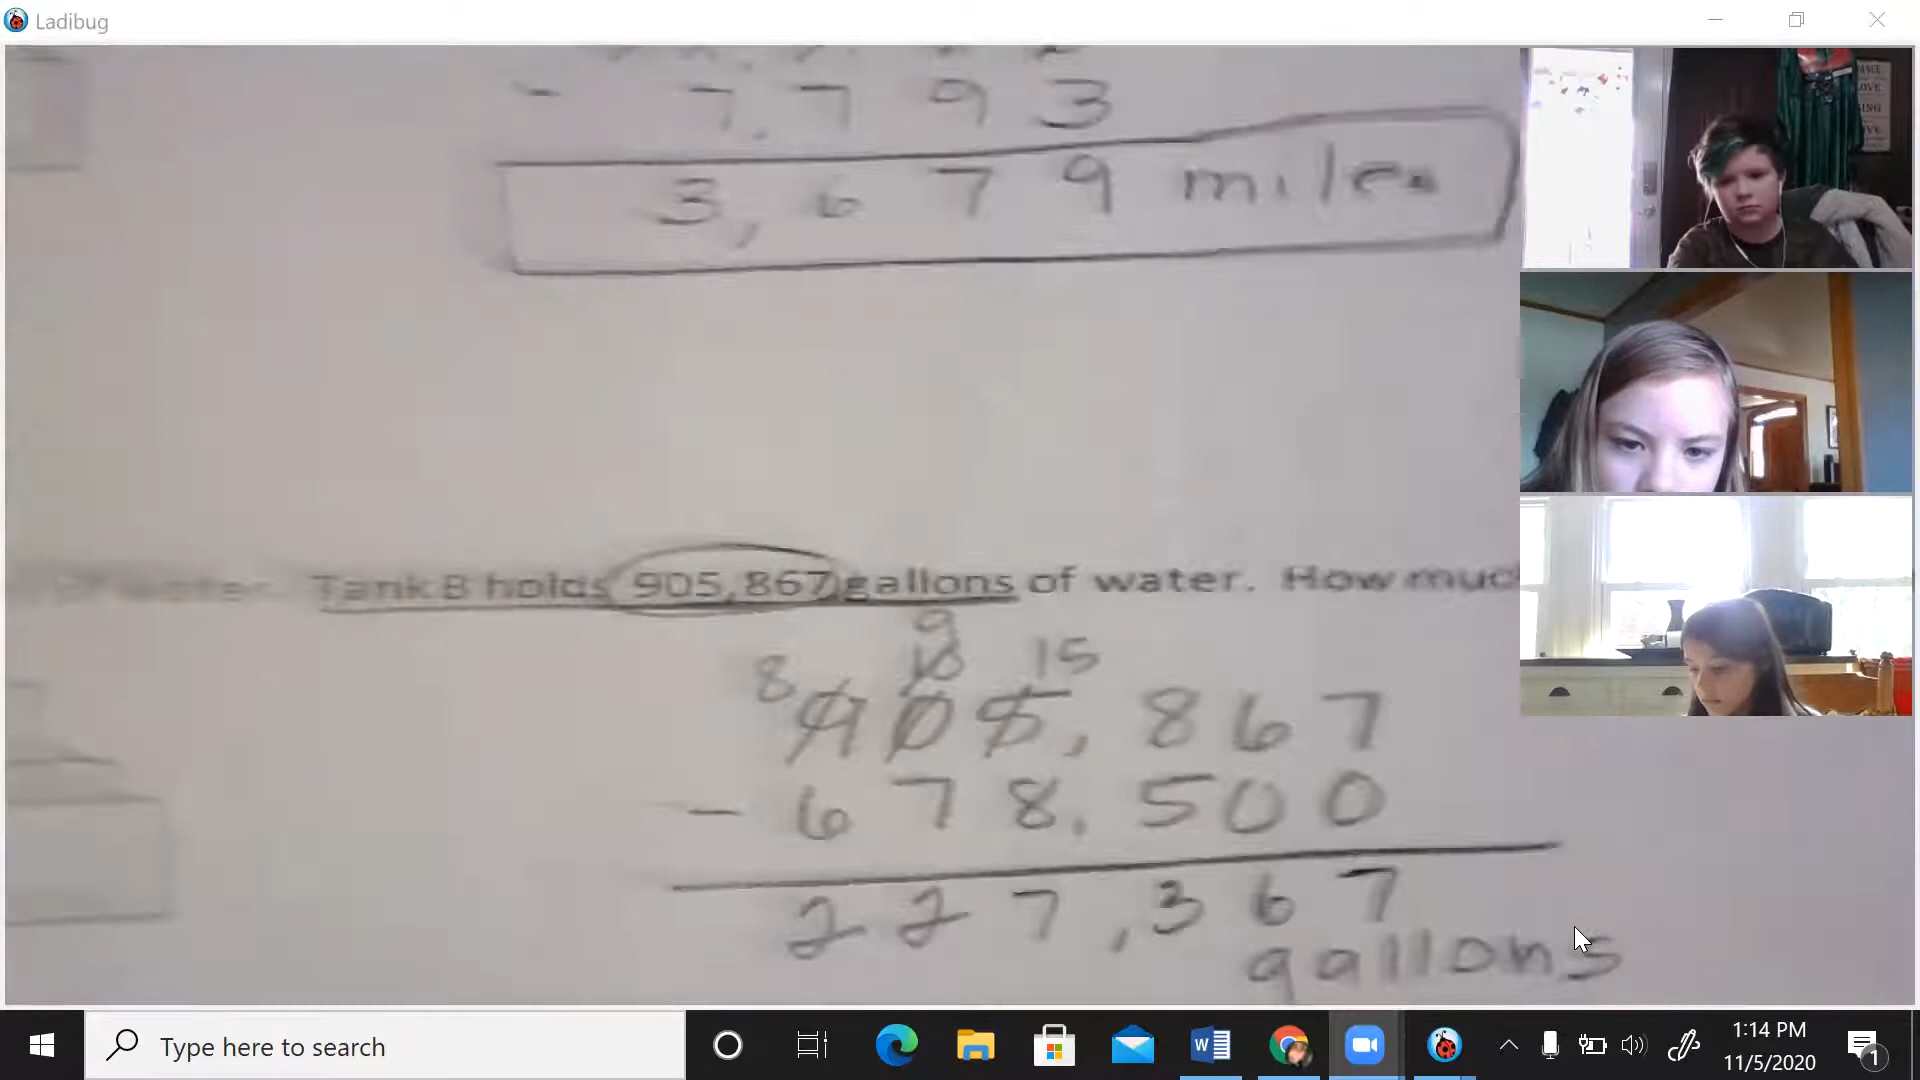 Ladibug
- 7,793
3,679 miles
Tank B holds 905,867 gallons of water. How muc
9
8 10 15
905,867
- 678,500
227,367
gallons
Type here to search
1:14 PM
11/5/2020
1